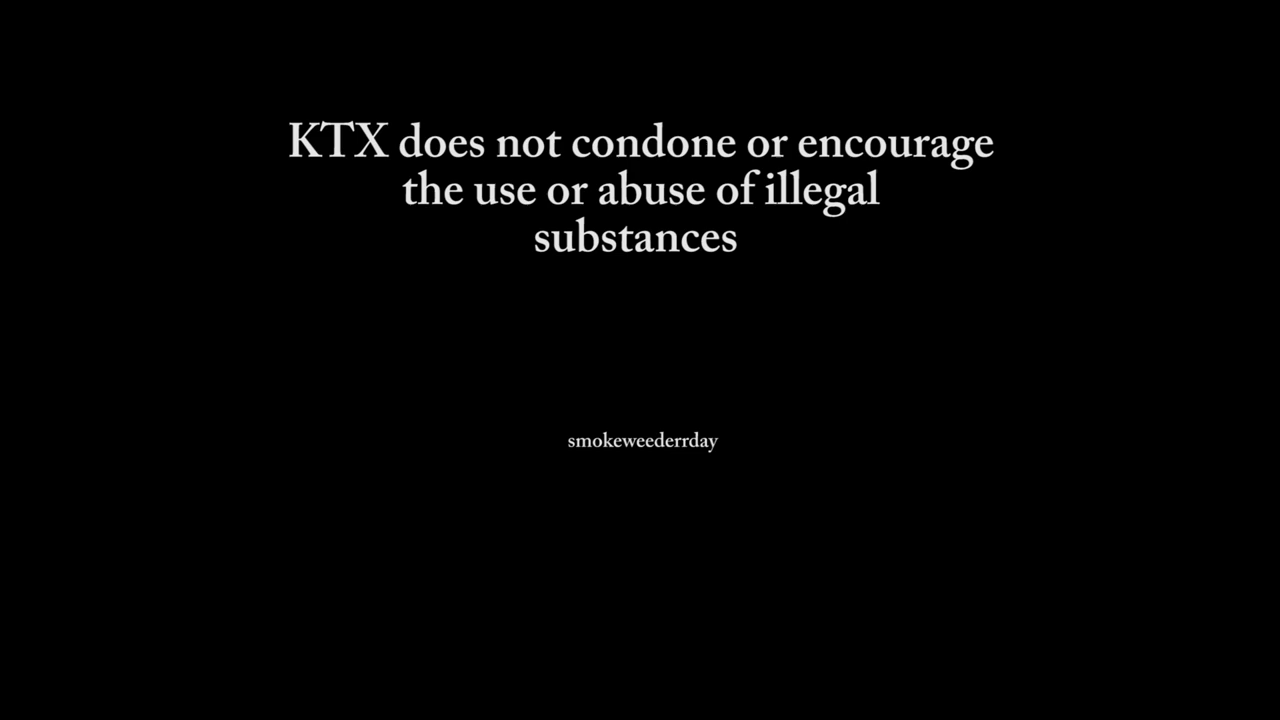 KTX does not condone or encourage
the use or abuse of illegal
substances
smokeweederrday